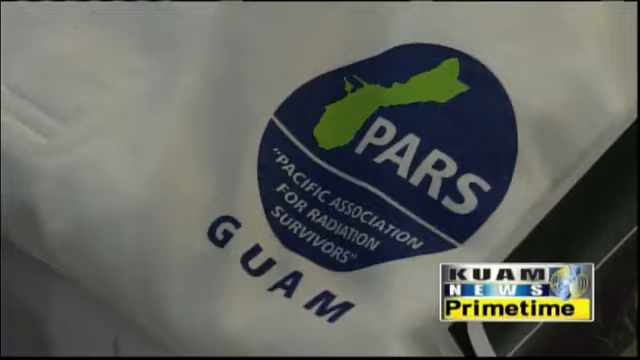 PARS
"PACIFIC ASSOCIATION
FOR RADIATION
SURVIVORS"
GUAM
KUAM
NEWS
Primetime